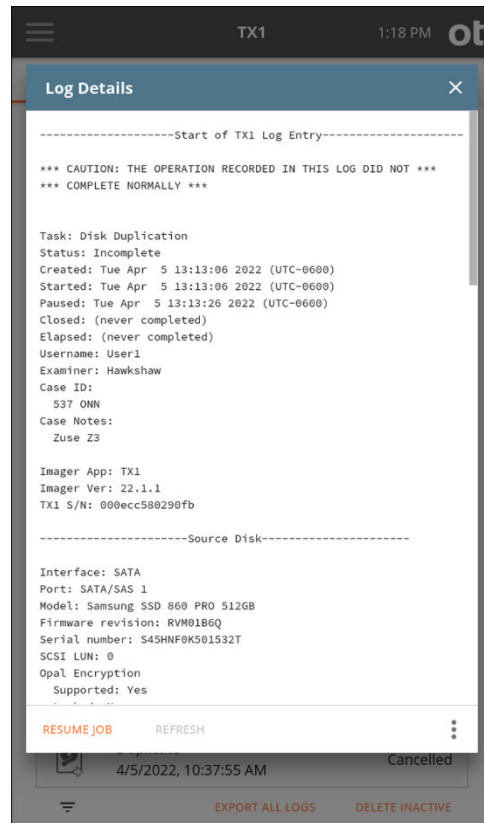 TX1
1:18 PM
ot
Log Details
--------------------Start of TX1 Log Entry---------------------
*** CAUTION: THE OPERATION RECORDED IN THIS LOG DID NOT ***
*** COMPLETE NORMALLY ***
Task: Disk Duplication
Status: Incomplete
Created: Tue Apr  5 13:13:06 2022 (UTC-0600)
Started: Tue Apr  5 13:13:06 2022 (UTC-0600)
Paused: Tue Apr  5 13:13:26 2022 (UTC-0600)
Closed: (never completed)
Elapsed: (never completed)
Username: User1
Examiner: Hawkshaw
Case ID:
  537 ONN
Case Notes:
  Zuse Z3
Imager App: TX1
Imager Ver: 22.1.1
TX1 S/N: 000ecc580290fb
----------------------Source Disk----------------------
Interface: SATA
Port: SATA/SAS 1
Model: Samsung SSD 860 PRO 512GB
Firmware revision: RVM01B6Q
Serial number: S45HNF0K501532T
SCSI LUN: 0
Opal Encryption
  Supported: Yes
RESUME JOB
REFRESH
4/5/2022, 10:37:55 AM
Cancelled
EXPORT ALL LOGS
DELETE INACTIVE